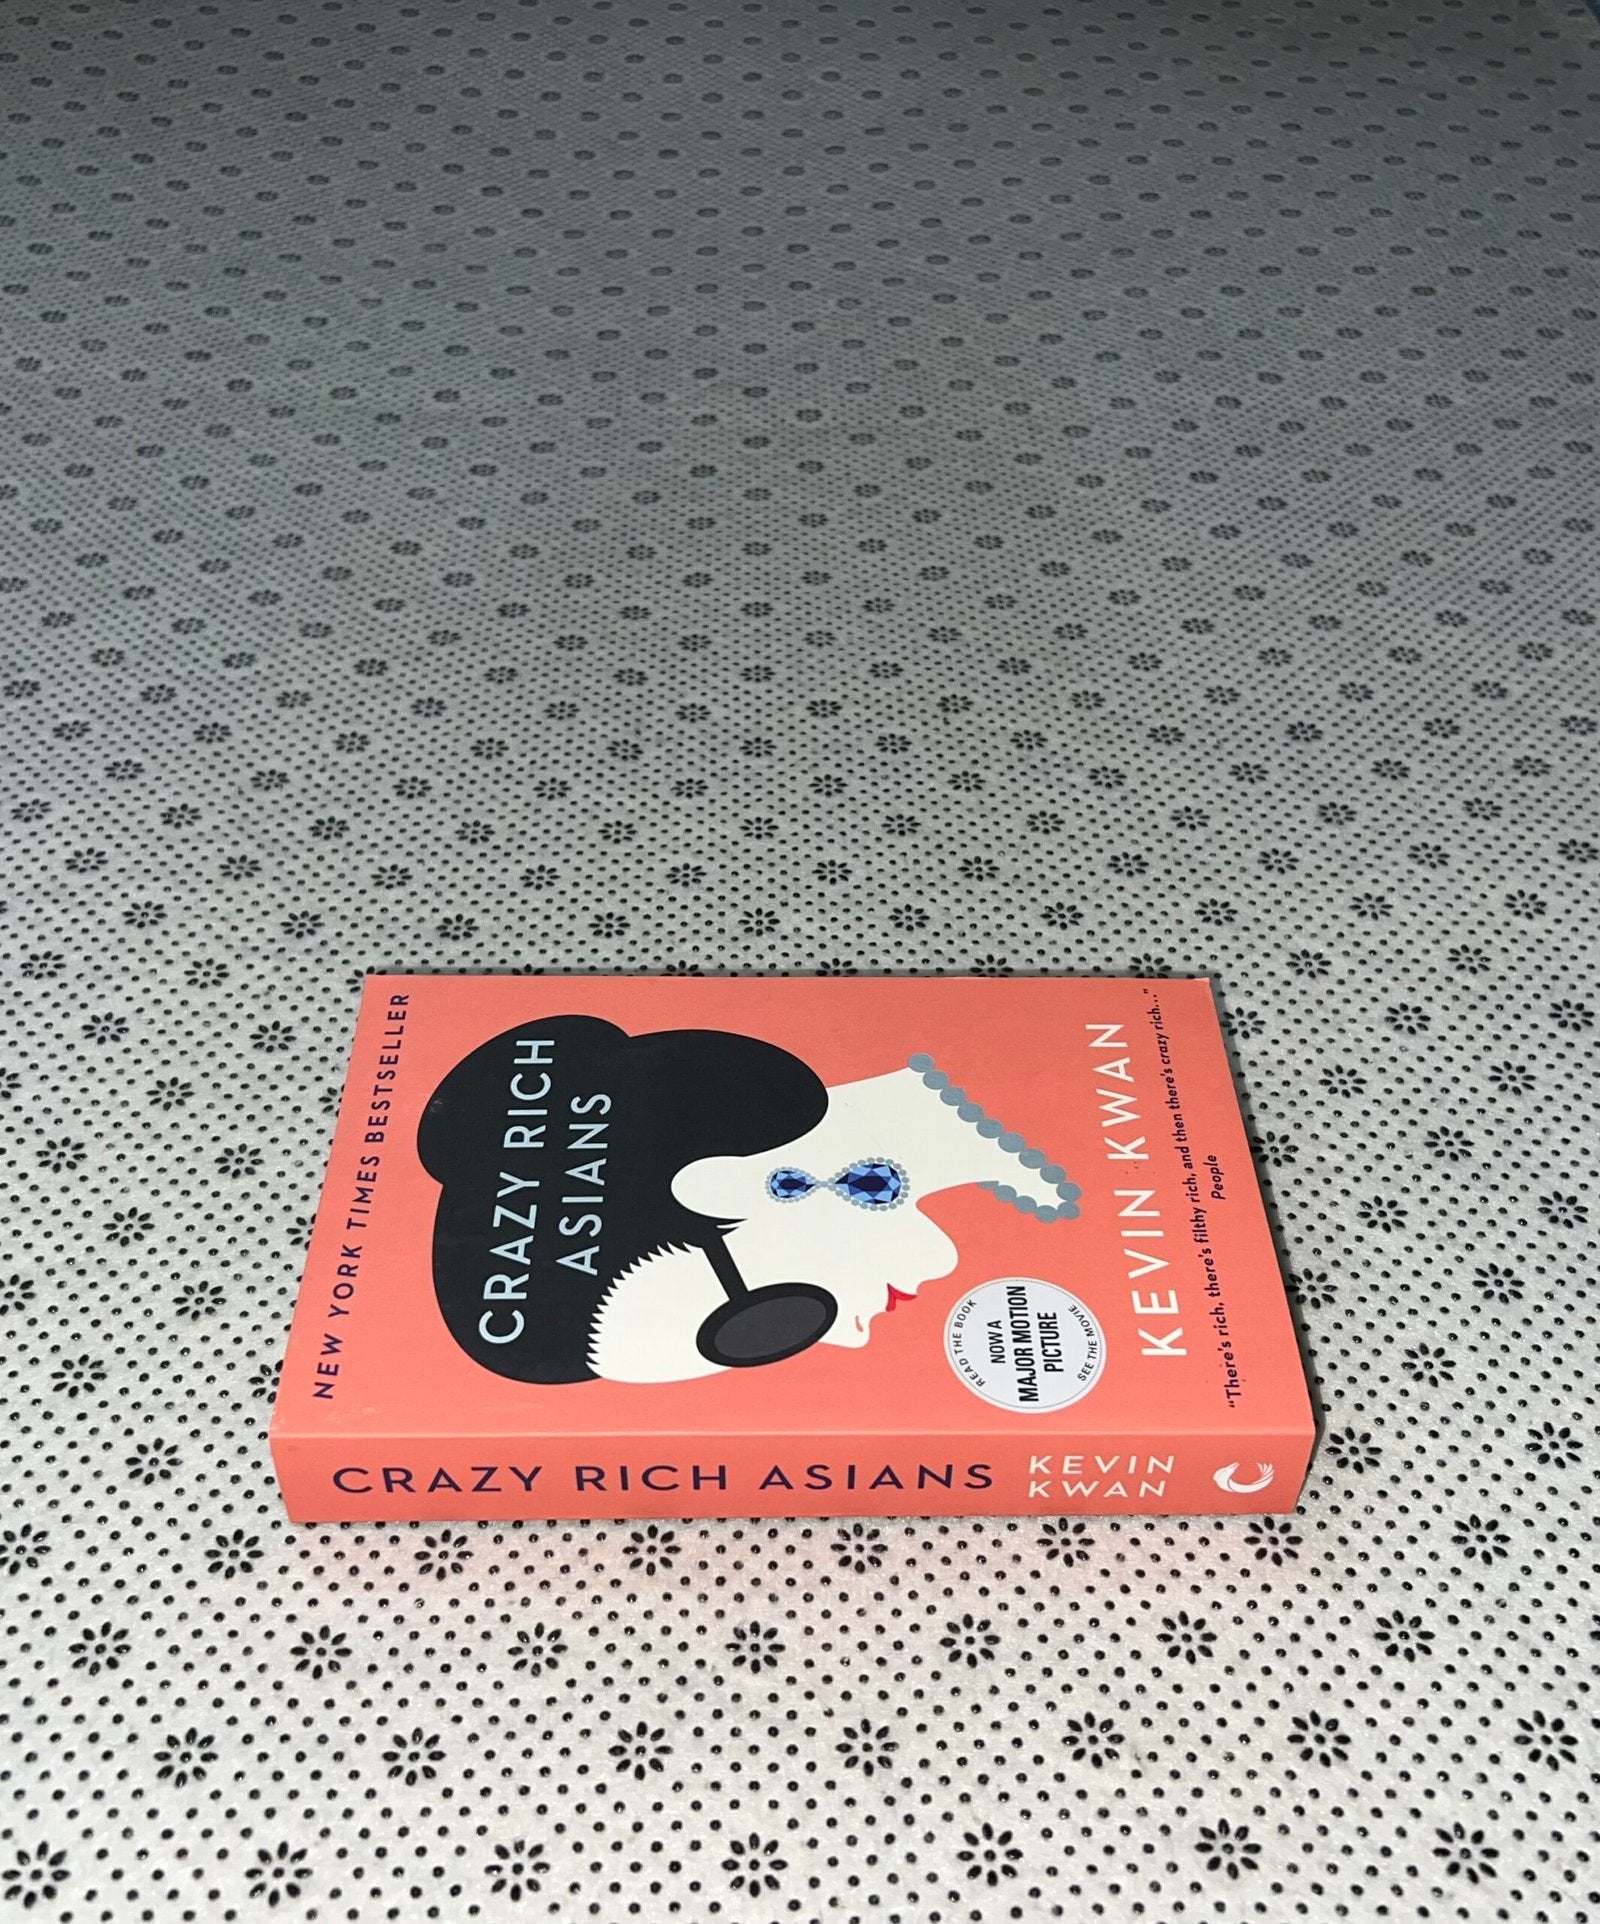 NEW YORK TIMES BESTSELLER
CRAZY RICH
ASIANS
READ THE BOOK
NOW A
MAJOR MOTION
PICTURE
SEE THE MOVIE
KEVIN KWAN
"There's rich, there's filthy rich, and then there's crazy rich..."
People
CRAZY RICH ASIANS
KEVIN
KWAN